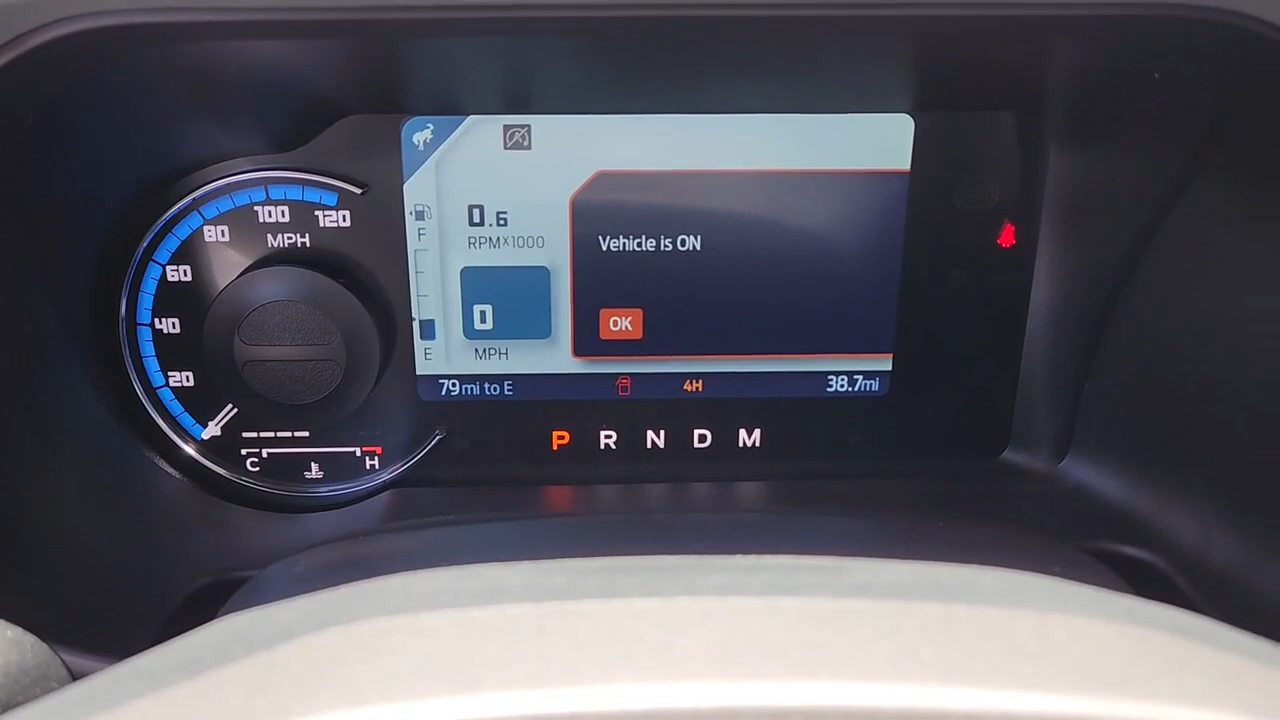 100
120
80
MPH
60
40
20
C
H
F
0.6
RPMX1000
0
MPH
E
Vehicle is ON
OK
79 mi to E
4H
38.7mi
P R N D M